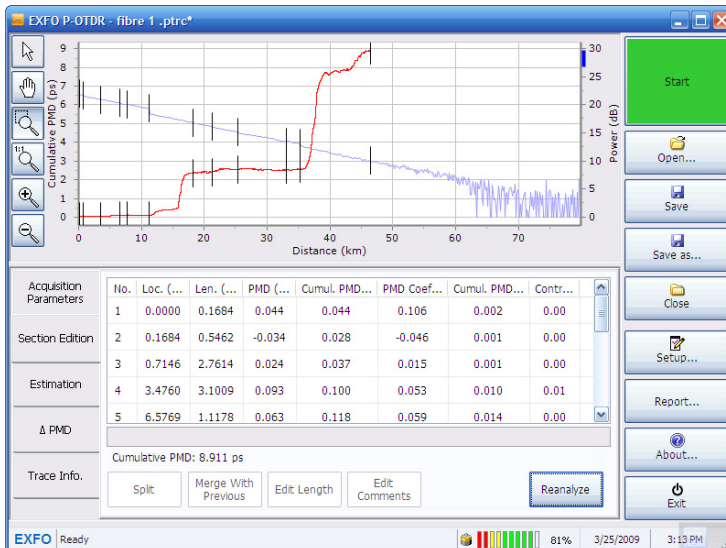 EXFO P-OTDR - fibre 1 .ptrc*
1:1
Cumulative PMD (ps)
9
8
7
6
5
4
3
2
1
0
30
25
20
15
10
5
0
Power (dB)
0 10 20 30 40 50 60 70
Distance (km)
Start
Open...
Save
Save as...
Close
Setup...
Report...
About...
Exit
Acquisition
Parameters
Section Edition
Estimation
Δ PMD
Trace Info.
No. Loc. (... Len. (... PMD (... Cumul. PMD... PMD Coef... Cumul. PMD... Contr...
1 0.0000 0.1684 0.044 0.044 0.106 0.002 0.00
2 0.1684 0.5462 -0.034 0.028 -0.046 0.001 0.00
3 0.7146 2.7614 0.024 0.037 0.015 0.001 0.00
4 3.4760 3.1009 0.093 0.100 0.053 0.010 0.01
5 6.5769 1.1178 0.063 0.118 0.059 0.014 0.00
Cumulative PMD: 8.911 ps
Split
Merge With
Previous
Edit Length
Edit
Comments
Reanalyze
EXFO Ready
81% 3/25/2009 3:13 PM